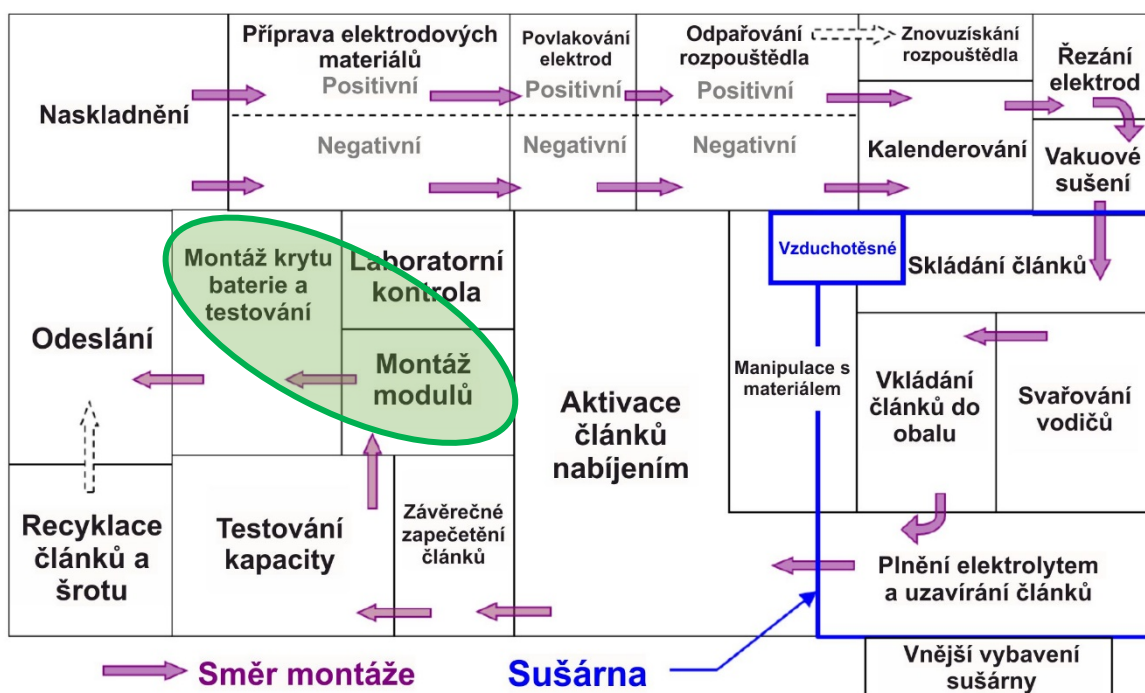 Naskladnění
Příprava elektrodových
materiálů
Positivní
Negativní
Povlakování
elektrod
Positivní
Negativní
Odpařování
rozpouštědla
Positivní
Negativní
Znovuzískání
rozpouštědla
Kalenderování
Řezání
elektrod
Vakuové
sušení
Odeslání
Montáž krytu
baterie a
testování
Laboratorní
kontrola
Montáž
modulů
Aktivace
článků
nabíjením
Vzduchotěsné
Skládání článků
Manipulace s
materiálem
Vkládání
článků do
obalu
Svařování
vodičů
Recyklace
článků a
šrotu
Testování
kapacity
Závěrečné
zapečetění
článků
Plnění elektrolytem
a uzavírání článků
Směr montáže
Sušárna
Vnější vybavení
sušárny